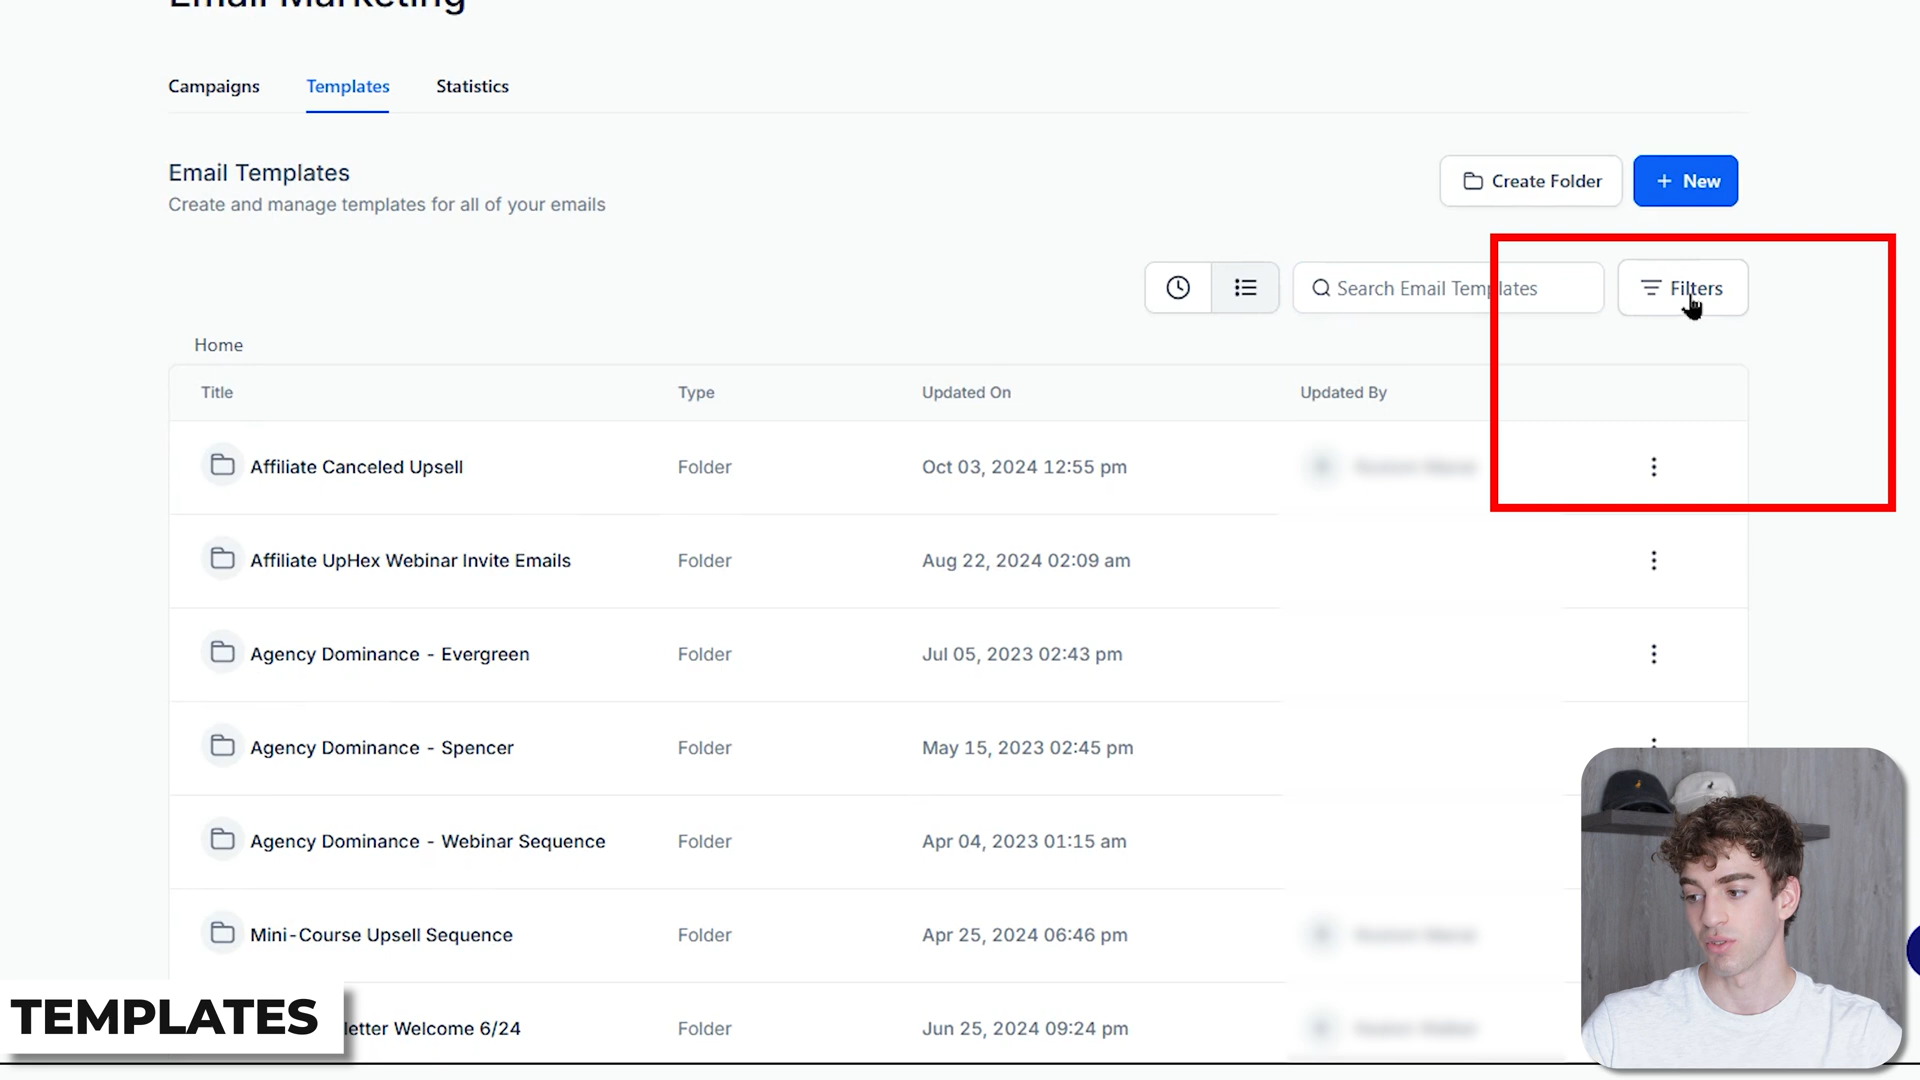 Email Marketing
Campaigns Templates Statistics
Email Templates
Create and manage templates for all of your emails
Create Folder
+ New
Search Email Templates
Filters
Home
Title Type Updated On Updated By
Affiliate Canceled Upsell Folder Oct 03, 2024 12:55 pm
Affiliate UpHex Webinar Invite Emails Folder Aug 22, 2024 02:09 am
Agency Dominance - Evergreen Folder Jul 05, 2023 02:43 pm
Agency Dominance - Spencer Folder May 15, 2023 02:45 pm
Agency Dominance - Webinar Sequence Folder Apr 04, 2023 01:15 am
Mini-Course Upsell Sequence Folder Apr 25, 2024 06:46 pm
letter Welcome 6/24 Folder Jun 25, 2024 09:24 pm
TEMPLATES